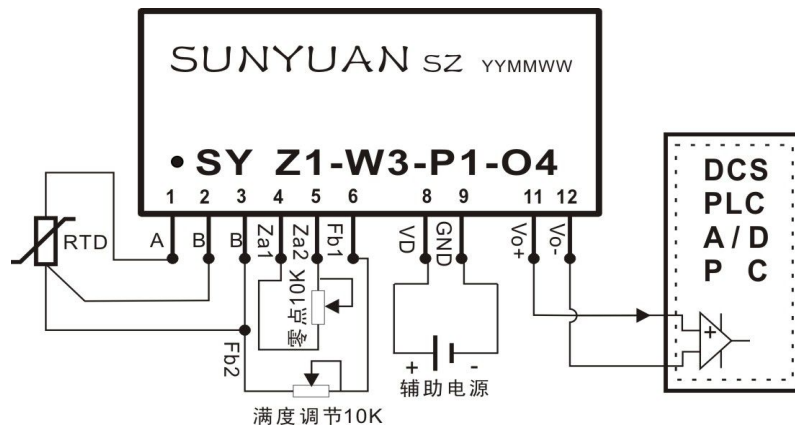 SUNYUAN SZ YYMMWW
• SY Z1-W3-P1-O4
1 2 3 4 5 6 8 9 11 12
A B B Za1 Za2 Fb1 VD GND Vo+ Vo-
RTD
零点10K
Fb2
满度调节10K
+ -
辅助电源
DCS
PLC
A/D
P C
+